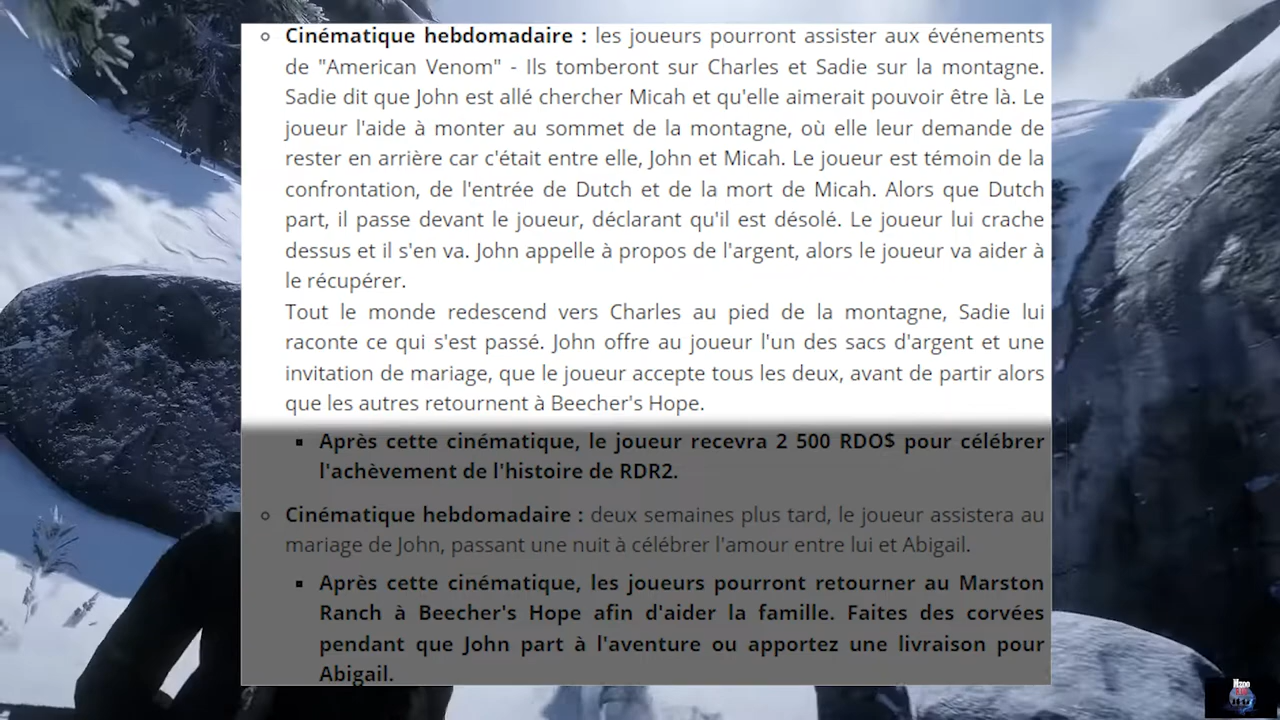 Cinématique hebdomadaire : les joueurs pourront assister aux événements
de "American Venom" - Ils tomberont sur Charles et Sadie sur la montagne.
Sadie dit que John est allé chercher Micah et qu'elle aimerait pouvoir être là. Le
joueur l'aide à monter au sommet de la montagne, où elle leur demande de
rester en arrière car c'était entre elle, John et Micah. Le joueur est témoin de la
confrontation, de l'entrée de Dutch et de la mort de Micah. Alors que Dutch
part, il passe devant le joueur, déclarant qu'il est désolé. Le joueur lui crache
dessus et il s'en va. John appelle à propos de l'argent, alors le joueur va aider à
le récupérer.
Tout le monde redescend vers Charles au pied de la montagne, Sadie lui
raconte ce qui s'est passé. John offre au joueur l'un des sacs d'argent et une
invitation de mariage, que le joueur accepte tous les deux, avant de partir alors
que les autres retournent à Beecher's Hope.
Après cette cinématique, le joueur recevra 2 500 RDO$ pour célébrer
l'achèvement de l'histoire de RDR2.
Cinématique hebdomadaire : deux semaines plus tard, le joueur assistera au
mariage de John, passant une nuit à célébrer l'amour entre lui et Abigail.
Après cette cinématique, les joueurs pourront retourner au Marston
Ranch à Beecher's Hope afin d'aider la famille. Faites des corvées
pendant que John part à l'aventure ou apportez une livraison pour
Abigail.